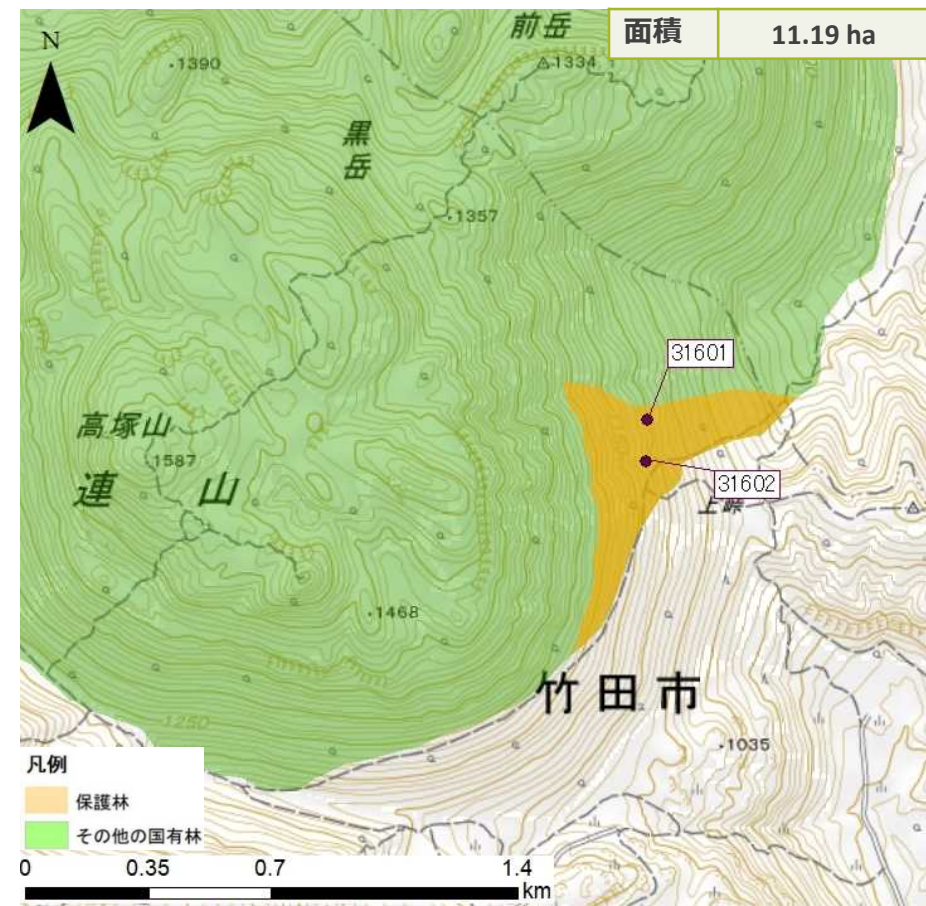 面積 11.19 ha
N
前岳
1334
1390
黒岳
1357
31601
高塚山
1587
連山
31602
上峠
1468
竹田市
1250
1035
凡例
保護林
その他の国有林
0 0.35 0.7 1.4
km